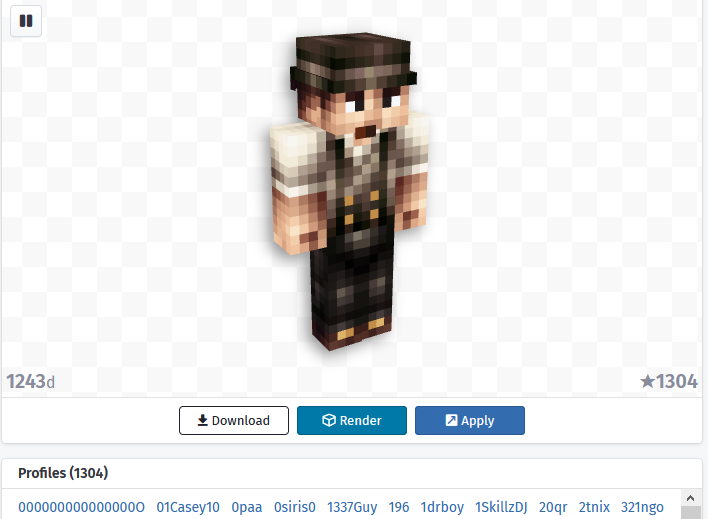 1243d
★1304
Download
Render
Apply
Profiles (1304)
000000000000000O 01Casey10 0paa 0siris0 1337Guy 196 1drboy 1SkillzDJ 20qr 2tnix 321ngo